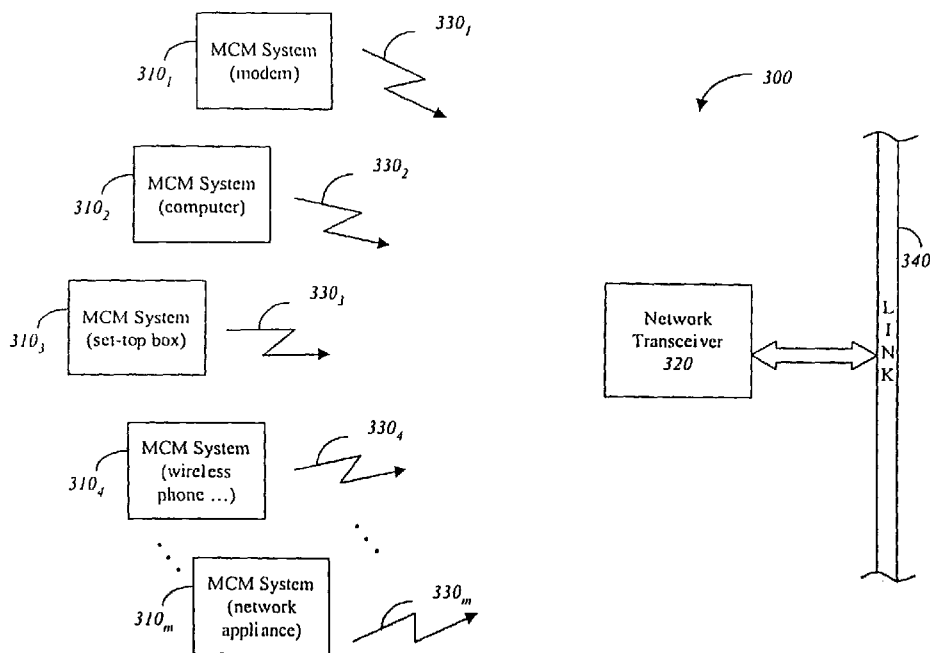 MCM System
(modem)
310₁
330₁
300
MCM System
(computer)
310₂
330₂
340
MCM System
(set-top box)
310₃
330₃
Network
Transceiver
320
LINK
MCM System
(wireless
phone ...)
310₄
330₄
MCM System
(network
appliance)
310ₘ
330ₘ